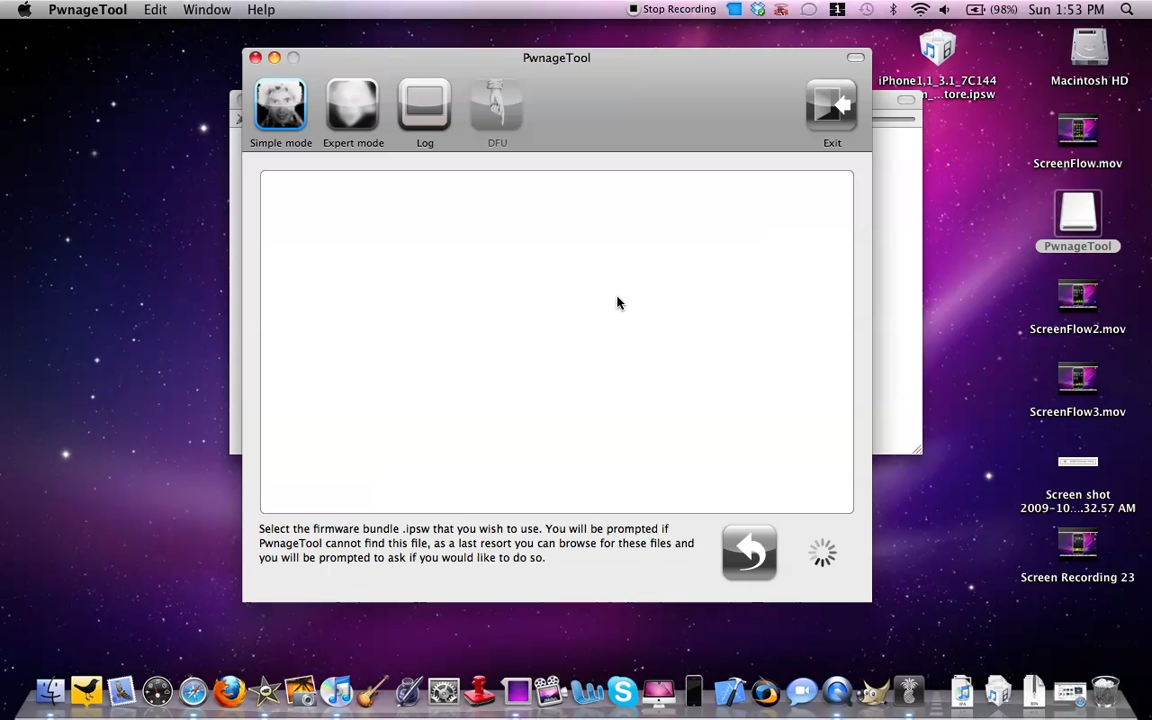 PwnageTool Edit Window Help
Stop Recording
1
(98%) Sun 1:53 PM
PwnageTool
Simple mode
Expert mode
Log
DFU
Exit
iPhone1,1_3.1_7C144
n_...tore.ipsw
Macintosh HD
ScreenFlow.mov
PwnageTool
ScreenFlow2.mov
ScreenFlow3.mov
Screen shot
2009-10...32.57 AM
Screen Recording 23
Select the firmware bundle .ipsw that you wish to use. You will be prompted if
PwnageTool cannot find this file, as a last resort you can browse for these files and
you will be prompted to ask if you would like to do so.